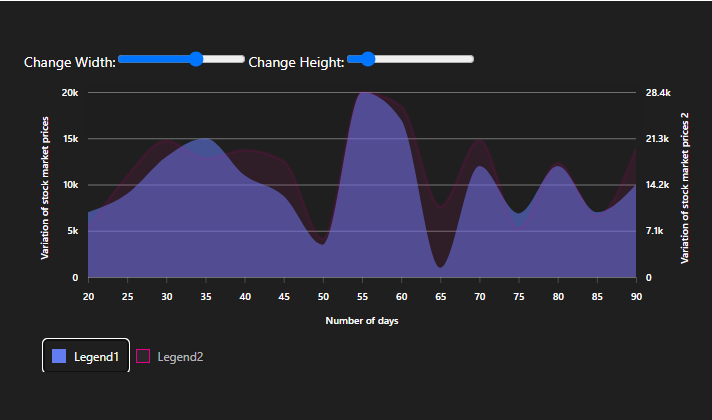 Change Width: Change Height:
20k 28.4k
15k 21.3k
10k 14.2k
5k 7.1k
0 0
Variation of stock market prices
Variation of stock market prices 2
20 25 30 35 40 45 50 55 60 65 70 75 80 85 90
Number of days
Legend1 Legend2